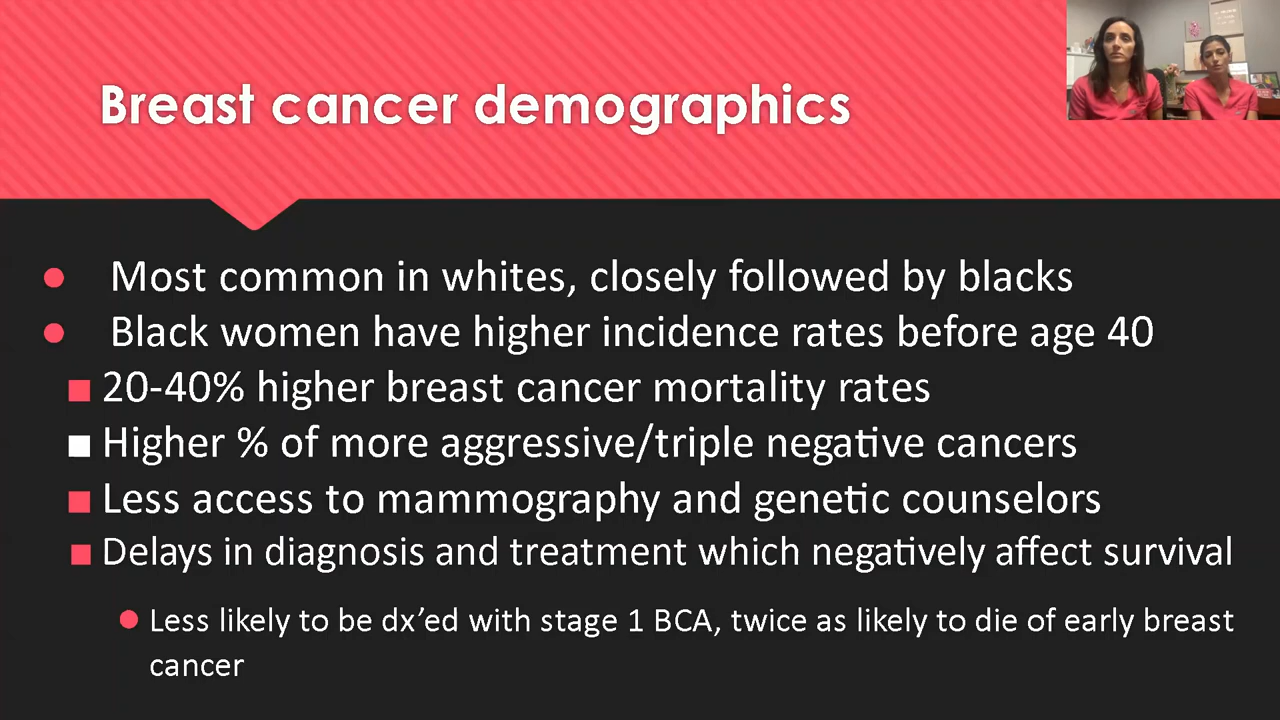 Breast cancer demographics
Most common in whites, closely followed by blacks
Black women have higher incidence rates before age 40
20-40% higher breast cancer mortality rates
Higher % of more aggressive/triple negative cancers
Less access to mammography and genetic counselors
Delays in diagnosis and treatment which negatively affect survival
Less likely to be dx’ed with stage 1 BCA, twice as likely to die of early breast
cancer